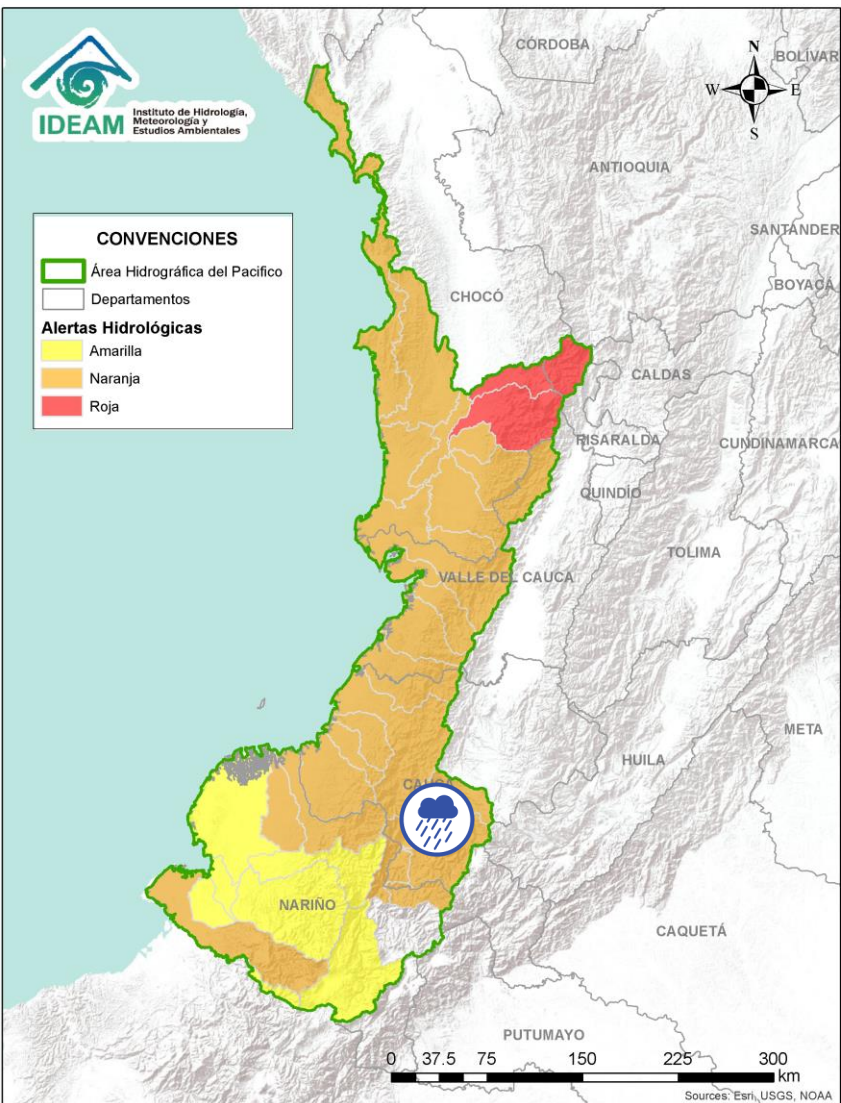 IDEAM
Instituto de Hidrología,
Meteorología y
Estudios Ambientales
N
W
E
S
CÓRDOBA
BOLÍVAR
ANTIOQUIA
SANTANDER
BOYACÁ
CHOCÓ
CONVENCIONES
Área Hidrográfica del Pacifico
Departamentos
Alertas Hidrológicas
Amarilla
Naranja
Roja
CALDAS
RISARALDA
CUNDINAMARCA
QUINDÍO
TOLIMA
VALLE DEL CAUCA
META
HUILA
CAUCA
NARIÑO
CAQUETÁ
PUTUMAYO
0 37.5 75 150 225 300
km
Sources: Esri, USGS, NOAA